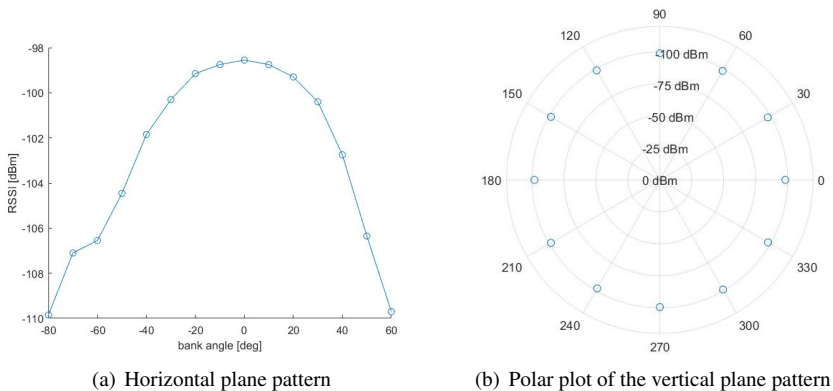 -98
-100
-102
-104
-106
-108
-110
RSSI [dBm]
-80 -60 -40 -20 0 20 40 60
bank angle [deg]
(a) Horizontal plane pattern
90
120 60
150 30
180 0
210 330
240 300
270
-100 dBm
-75 dBm
-50 dBm
-25 dBm
0 dBm
(b) Polar plot of the vertical plane pattern